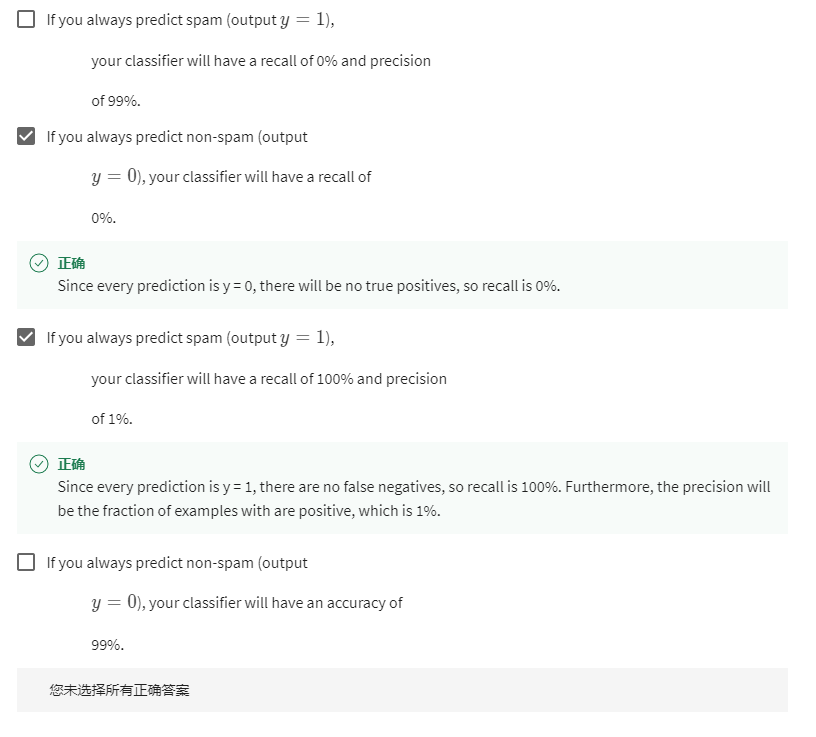 If you always predict spam (output y = 1),
your classifier will have a recall of 0% and precision
of 99%.
If you always predict non-spam (output
y = 0), your classifier will have a recall of
0%.
正确
Since every prediction is y = 0, there will be no true positives, so recall is 0%.
If you always predict spam (output y = 1),
your classifier will have a recall of 100% and precision
of 1%.
正确
Since every prediction is y = 1, there are no false negatives, so recall is 100%. Furthermore, the precision will
be the fraction of examples with are positive, which is 1%.
If you always predict non-spam (output
y = 0), your classifier will have an accuracy of
99%.
您未选择所有正确答案